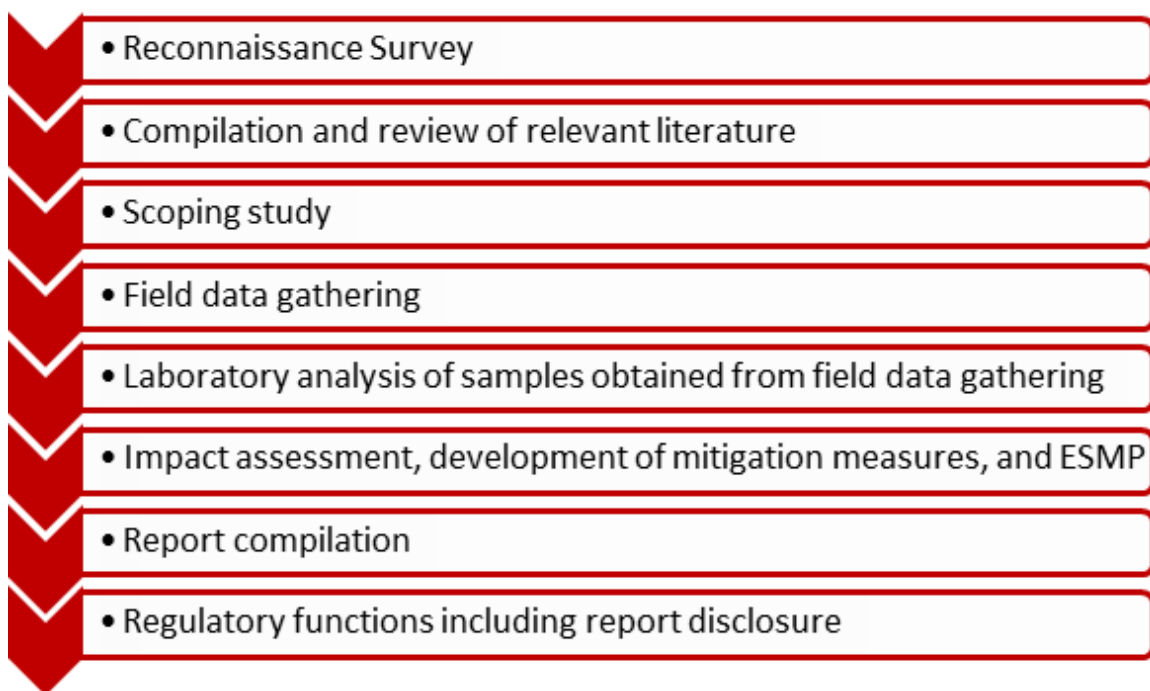 • Reconnaissance Survey
• Compilation and review of relevant literature
• Scoping study
• Field data gathering
• Laboratory analysis of samples obtained from field data gathering
• Impact assessment, development of mitigation measures, and ESMP
• Report compilation
• Regulatory functions including report disclosure